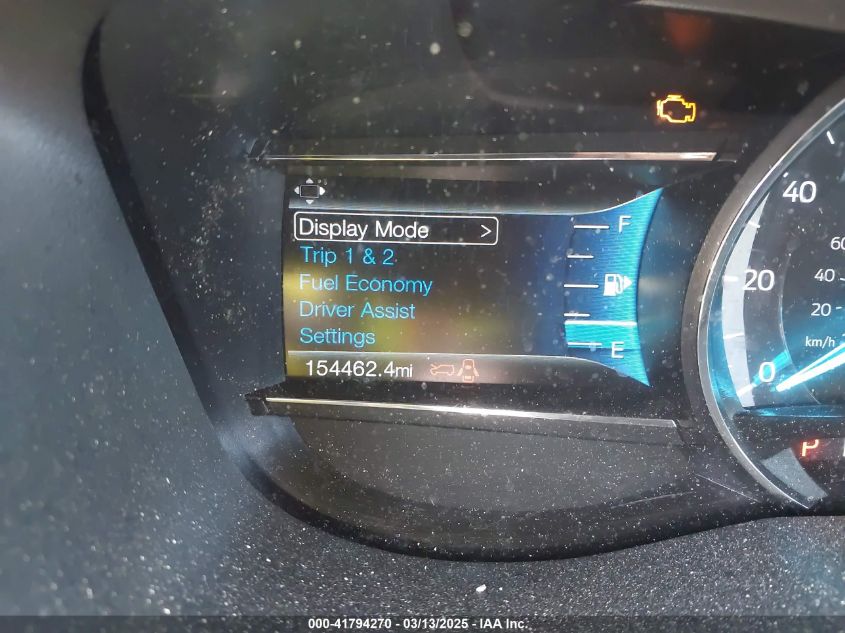 Display Mode >
Trip 1 & 2
Fuel Economy
Driver Assist
Settings
154462.4mi
F
E
40
20
0
60
40
20
km/h
P
000-41794270 - 03/13/2025 - IAA Inc.